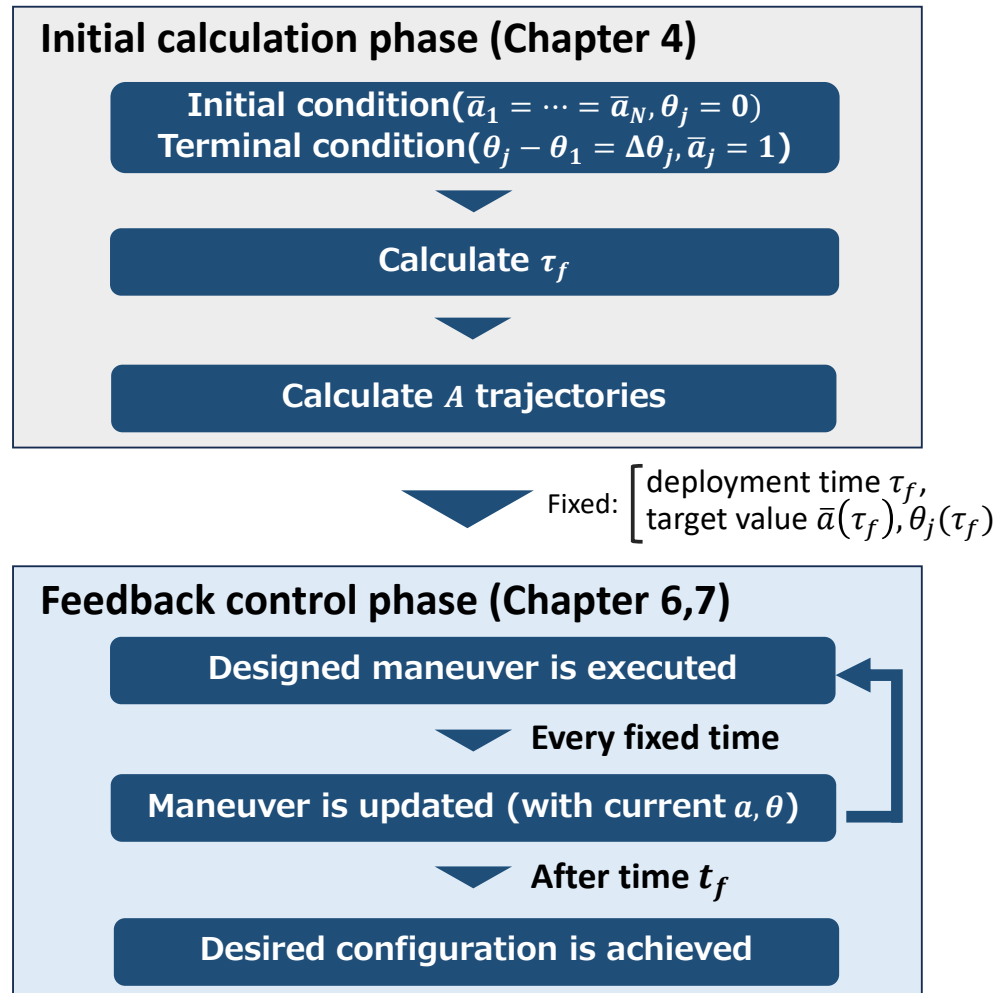 Initial calculation phase (Chapter 4)
Initial condition(ā₁ = ⋯ = ā_N, θ_j = 0)
Terminal condition(θ_j − θ₁ = Δθ_j, ā_j = 1)
Calculate τ_f
Calculate A trajectories
Fixed:
deployment time τ_f,
target value ā(τ_f), θ_j(τ_f)
Feedback control phase (Chapter 6,7)
Designed maneuver is executed
Every fixed time
Maneuver is updated (with current a, θ)
After time t_f
Desired configuration is achieved